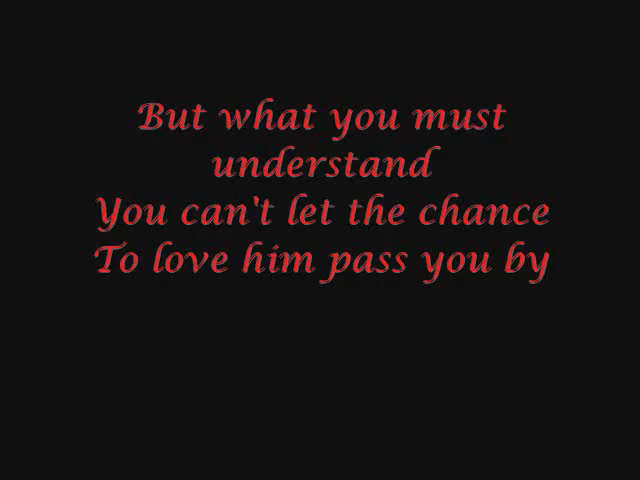 But what you must
understand
You can't let the chance
To love him pass you by